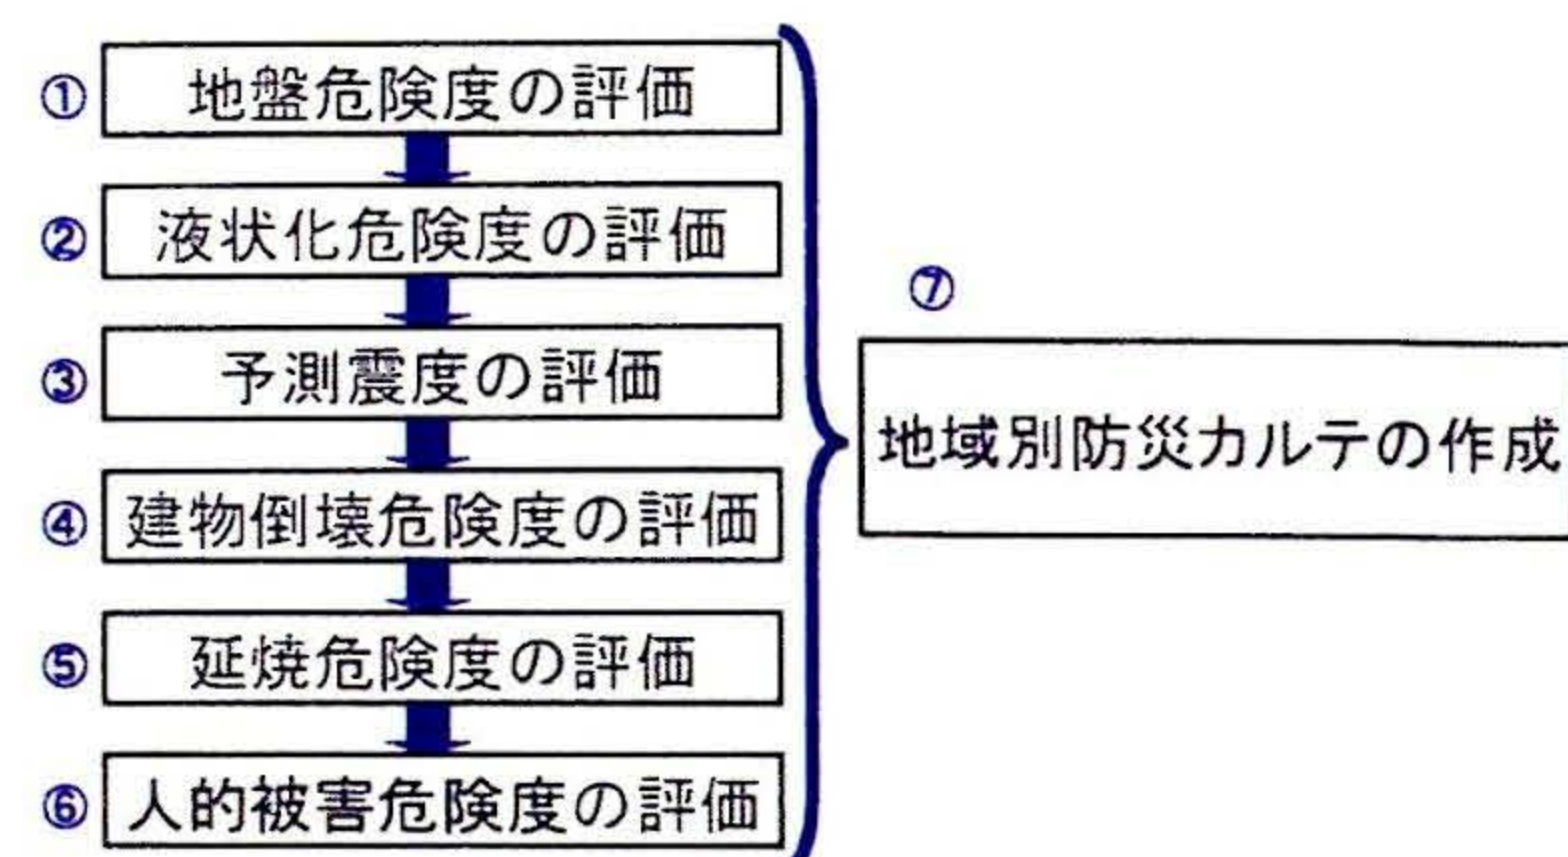 ① 地盤危険度の評価
② 液状化危険度の評価
③ 予測震度の評価
④ 建物倒壊危険度の評価
⑤ 延焼危険度の評価
⑥ 人的被害危険度の評価
⑦
地域別防災カルテの作成